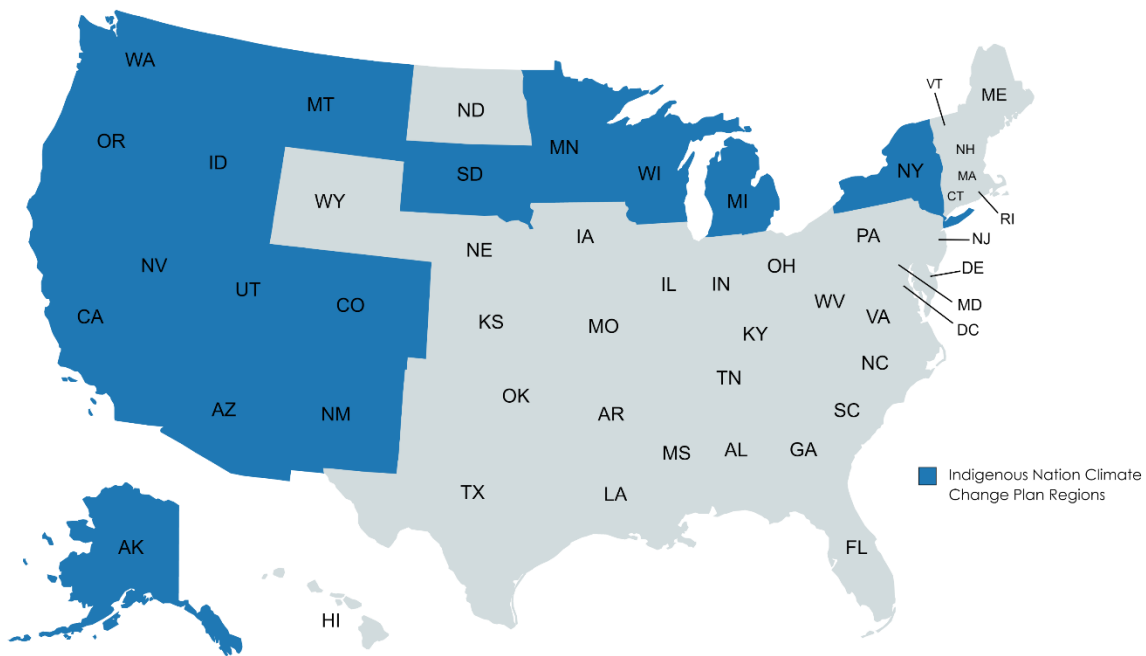 WA
MT
ND
VT
ME
OR
ID
MN
NH
SD
WI
NY
MA
WY
MI
CT
RI
NE
IA
PA
NJ
NV
UT
CO
IL
IN
OH
DE
CA
KS
MO
WV
MD
VA
DC
KY
NC
TN
OK
AZ
NM
AR
SC
MS
AL
GA
TX
LA
Indigenous Nation Climate
Change Plan Regions
AK
FL
HI